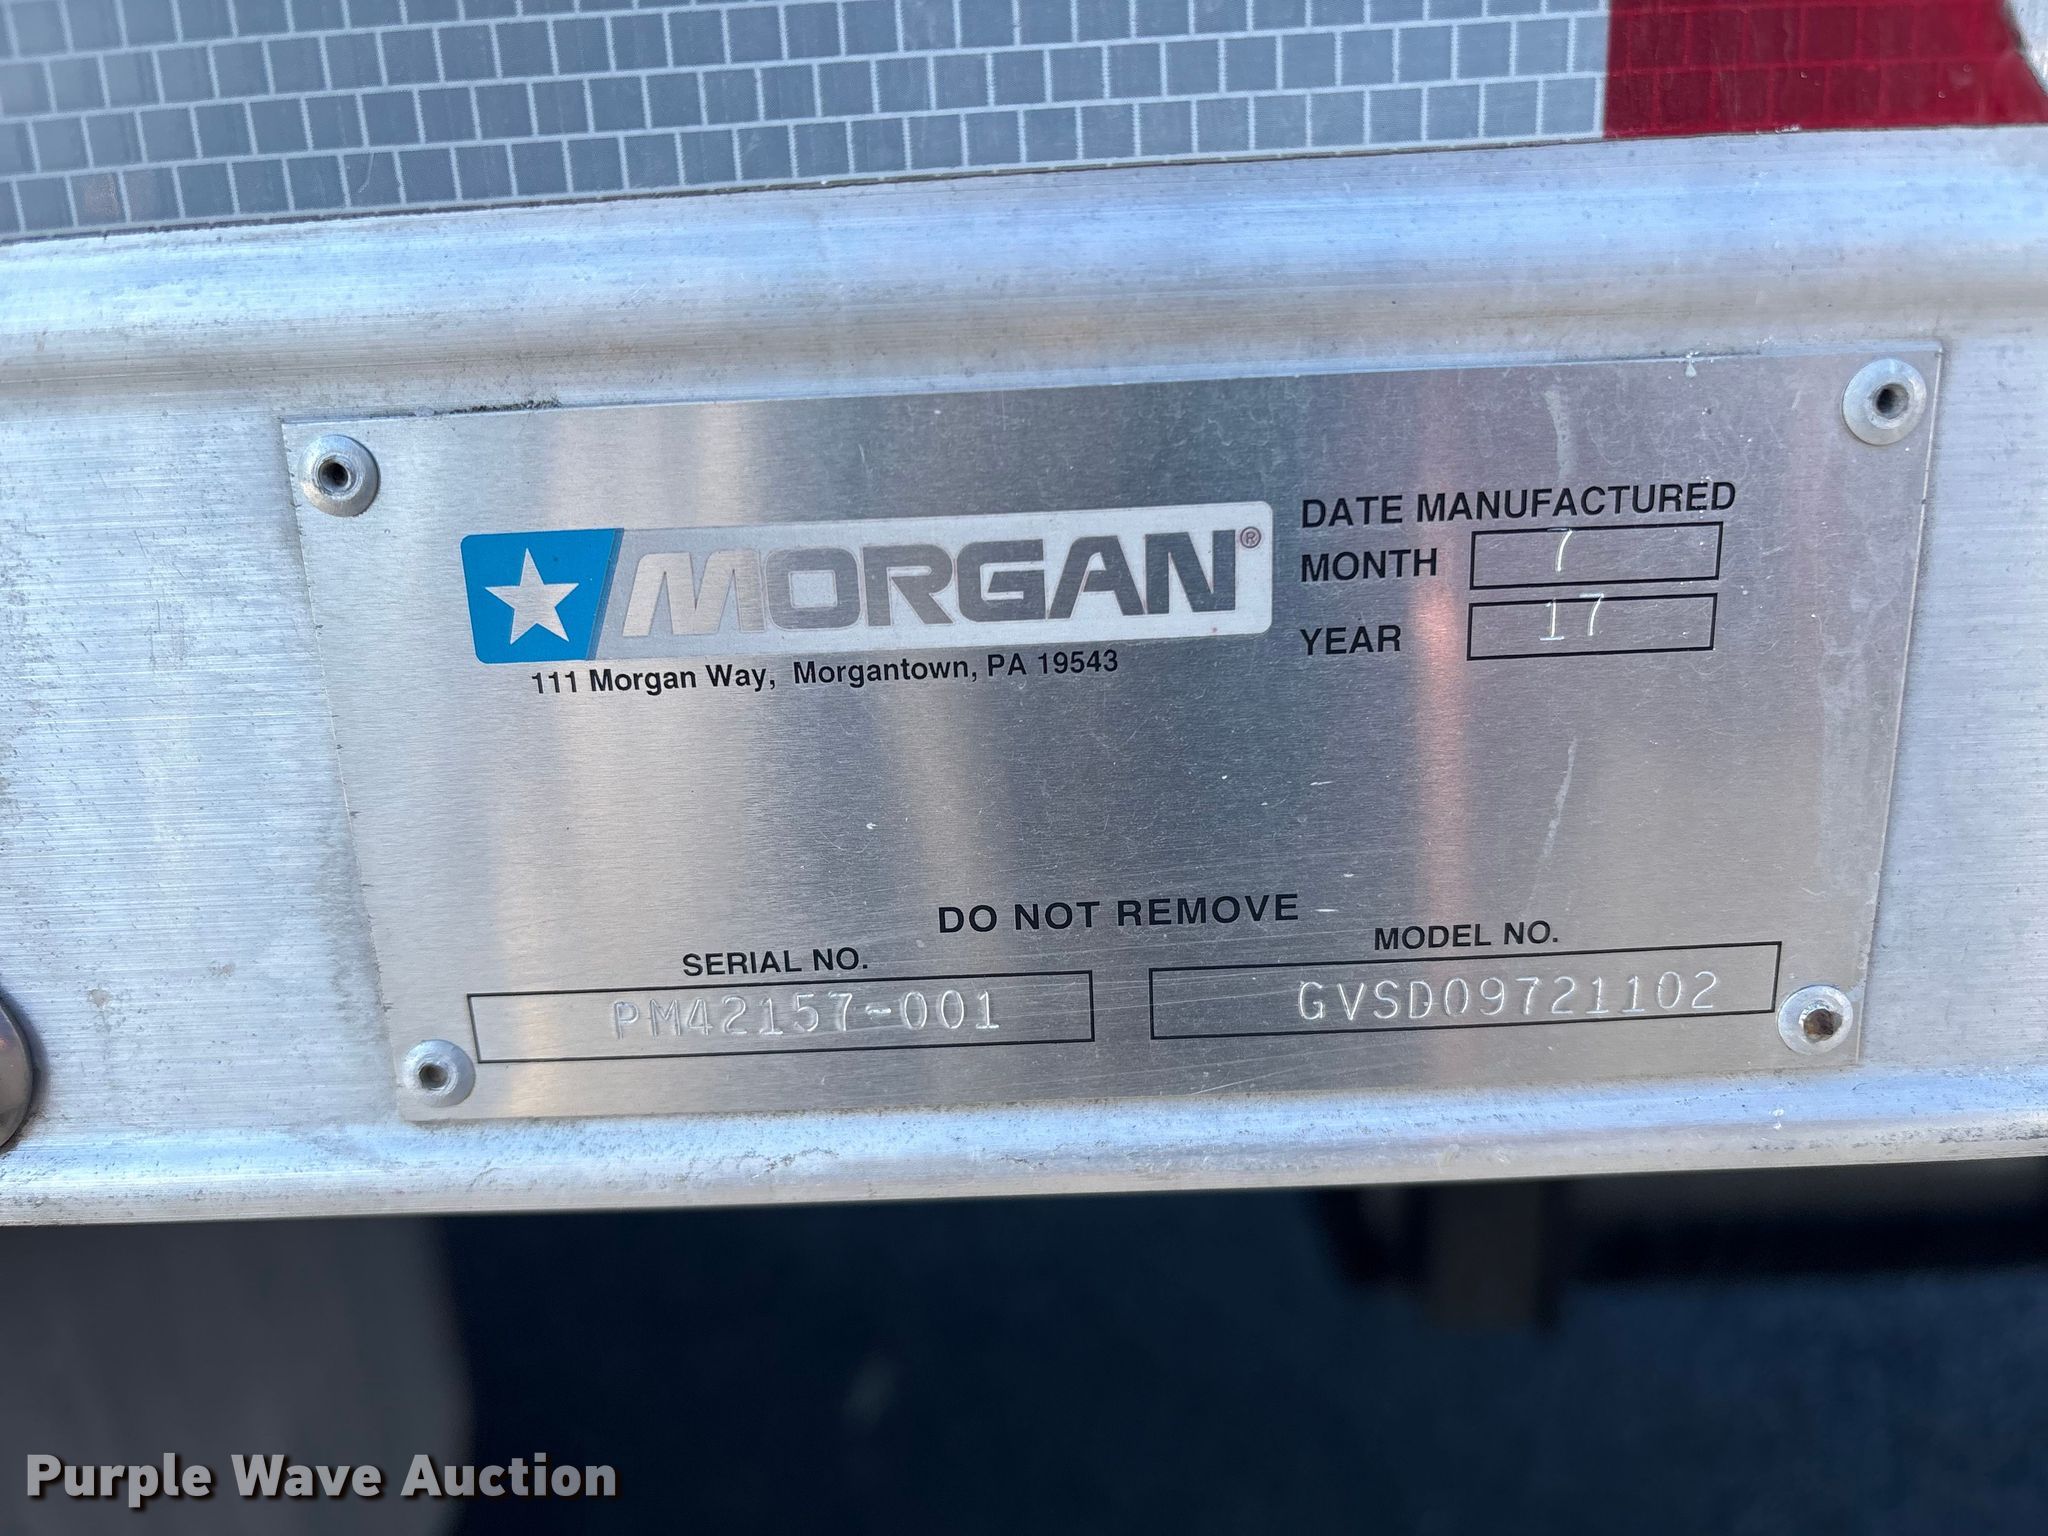 MORGAN®
111 Morgan Way, Morgantown, PA 19543
DATE MANUFACTURED
MONTH 7
YEAR 17
DO NOT REMOVE
SERIAL NO.
PM42157-001
MODEL NO.
GVSD09721102
Purple Wave Auction